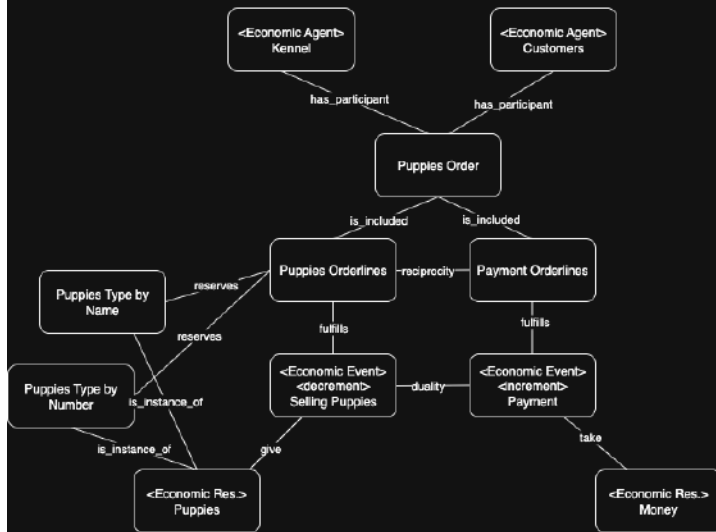 <Economic Agent>
Kennel
<Economic Agent>
Customers
has_participant
has_participant
Puppies Order
is_included
is_included
Puppies Orderlines
reciprocity
Payment Orderlines
Puppies Type by
Name
reserves
reserves
fulfills
fulfills
Puppies Type by
Number
<Economic Event>
<decrement>
Selling Puppies
duality
<Economic Event>
<increment>
Payment
is_instance_of
is_instance_of
give
take
<Economic Res.>
Puppies
<Economic Res.>
Money